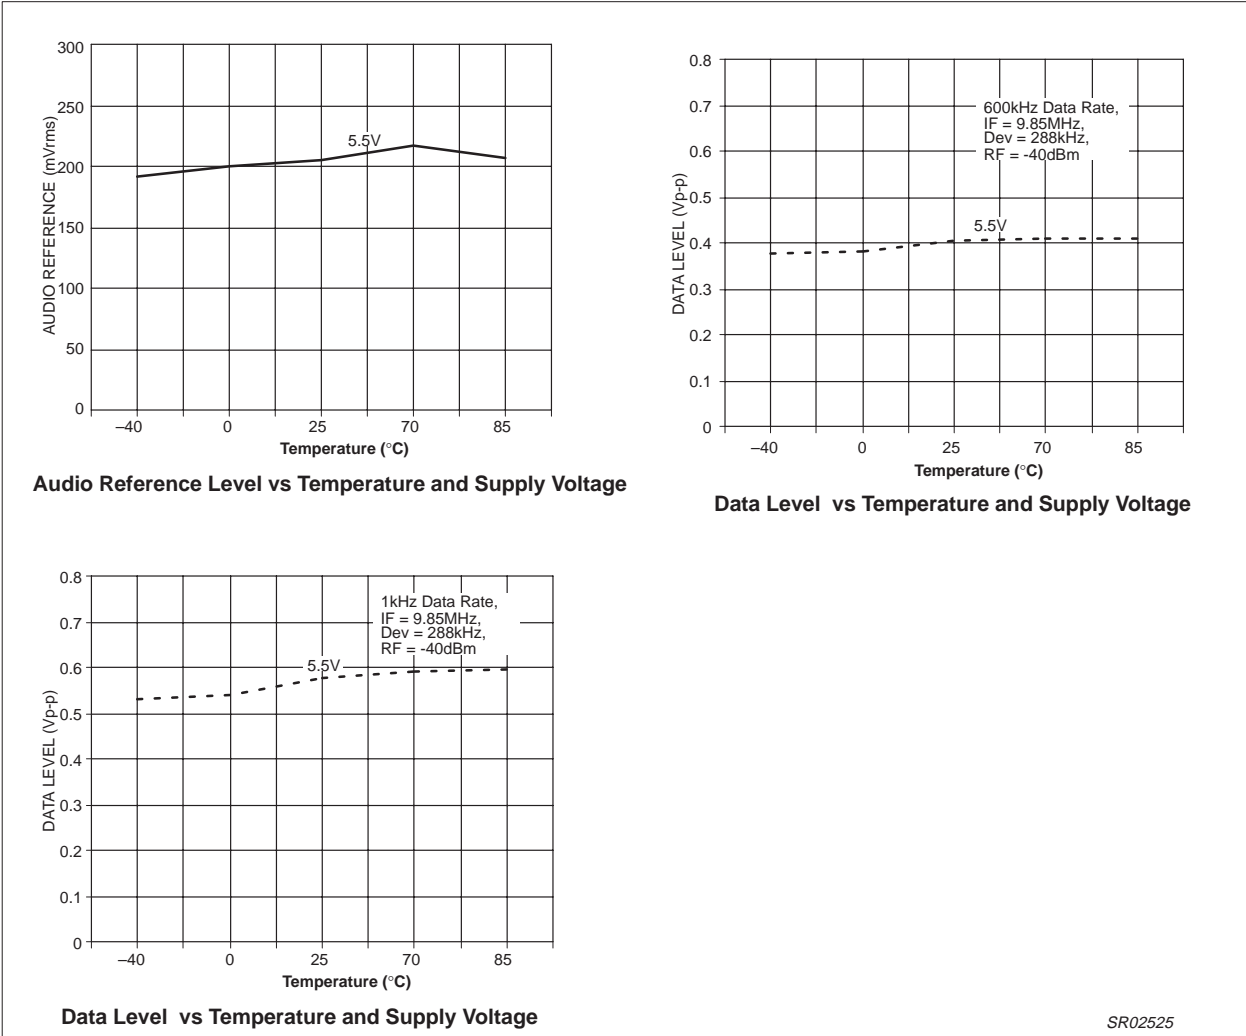 300
250
200
150
100
50
0
AUDIO REFERENCE (mVrms)
5.5V
–40 0 25 70 85
Temperature (°C)
Audio Reference Level vs Temperature and Supply Voltage
0.8
0.7
0.6
0.5
0.4
0.3
0.2
0.1
0
DATA LEVEL (Vp-p)
600kHz Data Rate,
IF = 9.85MHz,
Dev = 288kHz,
RF = -40dBm
5.5V
–40 0 25 70 85
Temperature (°C)
Data Level vs Temperature and Supply Voltage
0.8
0.7
0.6
0.5
0.4
0.3
0.2
0.1
0
DATA LEVEL (Vp-p)
1kHz Data Rate,
IF = 9.85MHz,
Dev = 288kHz,
RF = -40dBm
5.5V
–40 0 25 70 85
Temperature (°C)
Data Level vs Temperature and Supply Voltage
SR02525